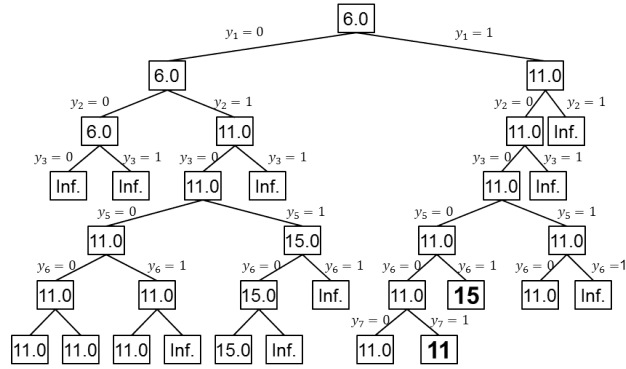 6.0
y₁ = 0 y₁ = 1
6.0 11.0
y₂ = 0 y₂ = 1 y₂ = 0 y₂ = 1
6.0 11.0 11.0 Inf.
y₃ = 0 y₃ = 1 y₃ = 0 y₃ = 1 y₃ = 0 y₃ = 1
Inf. Inf. 11.0 Inf. 11.0 Inf.
y₅ = 0 y₅ = 1 y₅ = 0 y₅ = 1
11.0 15.0 11.0 11.0
y₆ = 0 y₆ = 1 y₆ = 0 y₆ = 1 y₆ = 0 y₆ = 1 y₆ = 0 y₆ =1
11.0 11.0 15.0 Inf. 11.0 15 11.0 Inf.
y₇ = 0 y₇ = 1
11.0 11.0 11.0 Inf. 15.0 Inf. 11.0 11